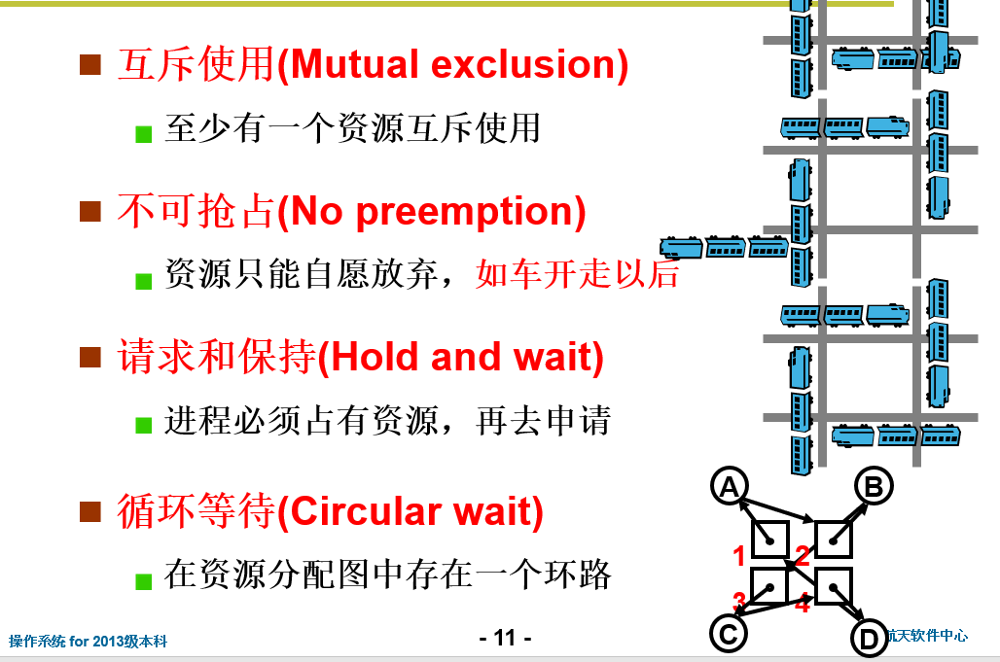 互斥使用(Mutual exclusion)
至少有一个资源互斥使用
不可抢占(No preemption)
资源只能自愿放弃，如车开走以后
请求和保持(Hold and wait)
进程必须占有资源，再去申请
循环等待(Circular wait)
在资源分配图中存在一个环路
A
B
1
2
3
4
C
D
操作系统 for 2013级本科
- 11 -
航天软件中心